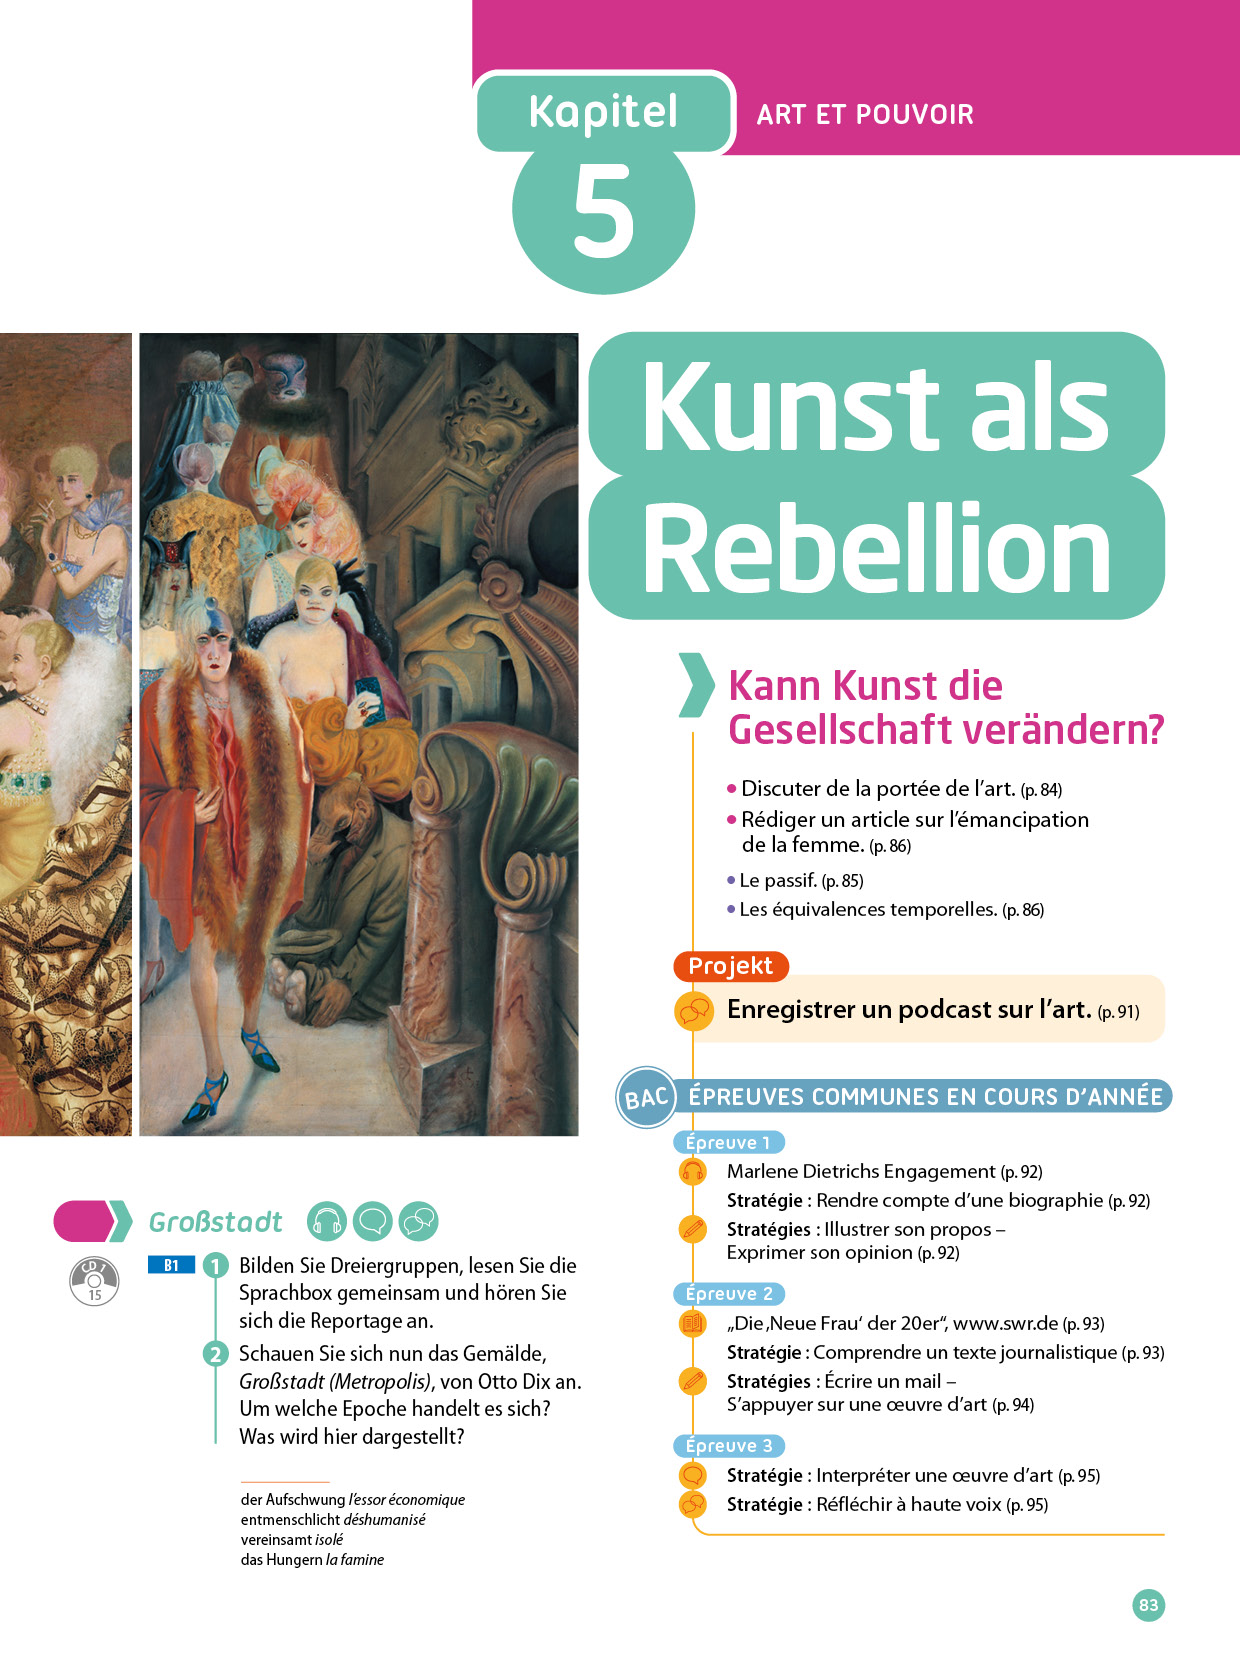 Kapitel
5
ART ET POUVOIR
Kunst als
Rebellion
Kann Kunst die
Gesellschaft verändern?
• Discuter de la portée de l'art. (p. 84)
• Rédiger un article sur l'émancipation
de la femme. (p. 86)
• Le passif. (p. 85)
• Les équivalences temporelles. (p. 86)
Projekt
Enregistrer un podcast sur l'art. (p. 91)
BAC ÉPREUVES COMMUNES EN COURS D'ANNÉE
Épreuve 1
Marlene Dietrichs Engagement (p. 92)
Stratégie : Rendre compte d'une biographie (p. 92)
Stratégies : Illustrer son propos –
Exprimer son opinion (p. 92)
Épreuve 2
„Die ‚Neue Frau' der 20er", www.swr.de (p. 93)
Stratégie : Comprendre un texte journalistique (p. 93)
Stratégies : Écrire un mail –
S'appuyer sur une œuvre d'art (p. 94)
Épreuve 3
Stratégie : Interpréter une œuvre d'art (p. 95)
Stratégie : Réfléchir à haute voix (p. 95)
Großstadt
CD 1
15
B1
1 Bilden Sie Dreiergruppen, lesen Sie die
Sprachbox gemeinsam und hören Sie
sich die Reportage an.
2 Schauen Sie sich nun das Gemälde,
Großstadt (Metropolis), von Otto Dix an.
Um welche Epoche handelt es sich?
Was wird hier dargestellt?
der Aufschwung l'essor économique
entmenschlicht déshumanisé
vereinsamt isolé
das Hungern la famine
83